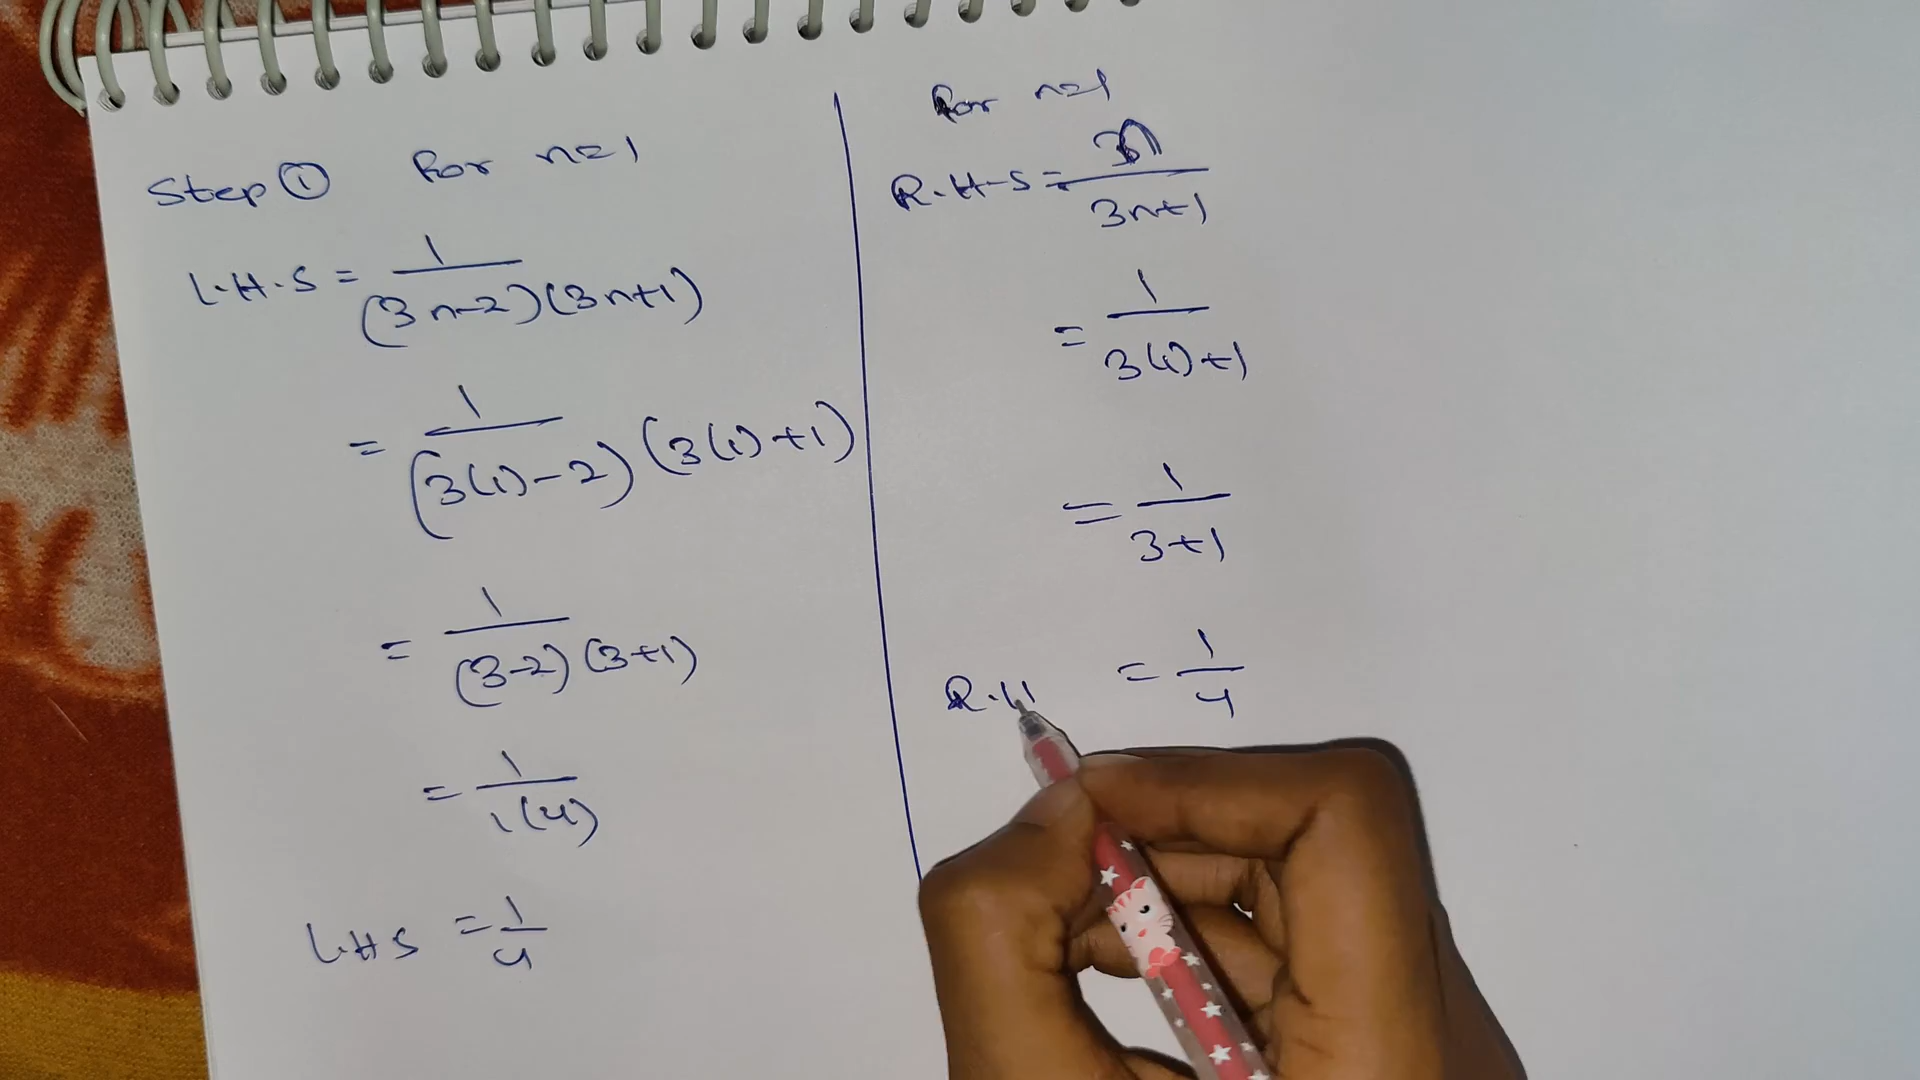 Step ① For n=1
L.H.S = 1/(3n-2)(3n+1)
= 1/(3(1)-2)(3(1)+1)
= 1/(3-2)(3+1)
= 1/1(4)
L.H.S = 1/4
For n=1
R.H.S = /3n+1
= 1/3(1)+1
= 1/3+1
R.H = 1/4